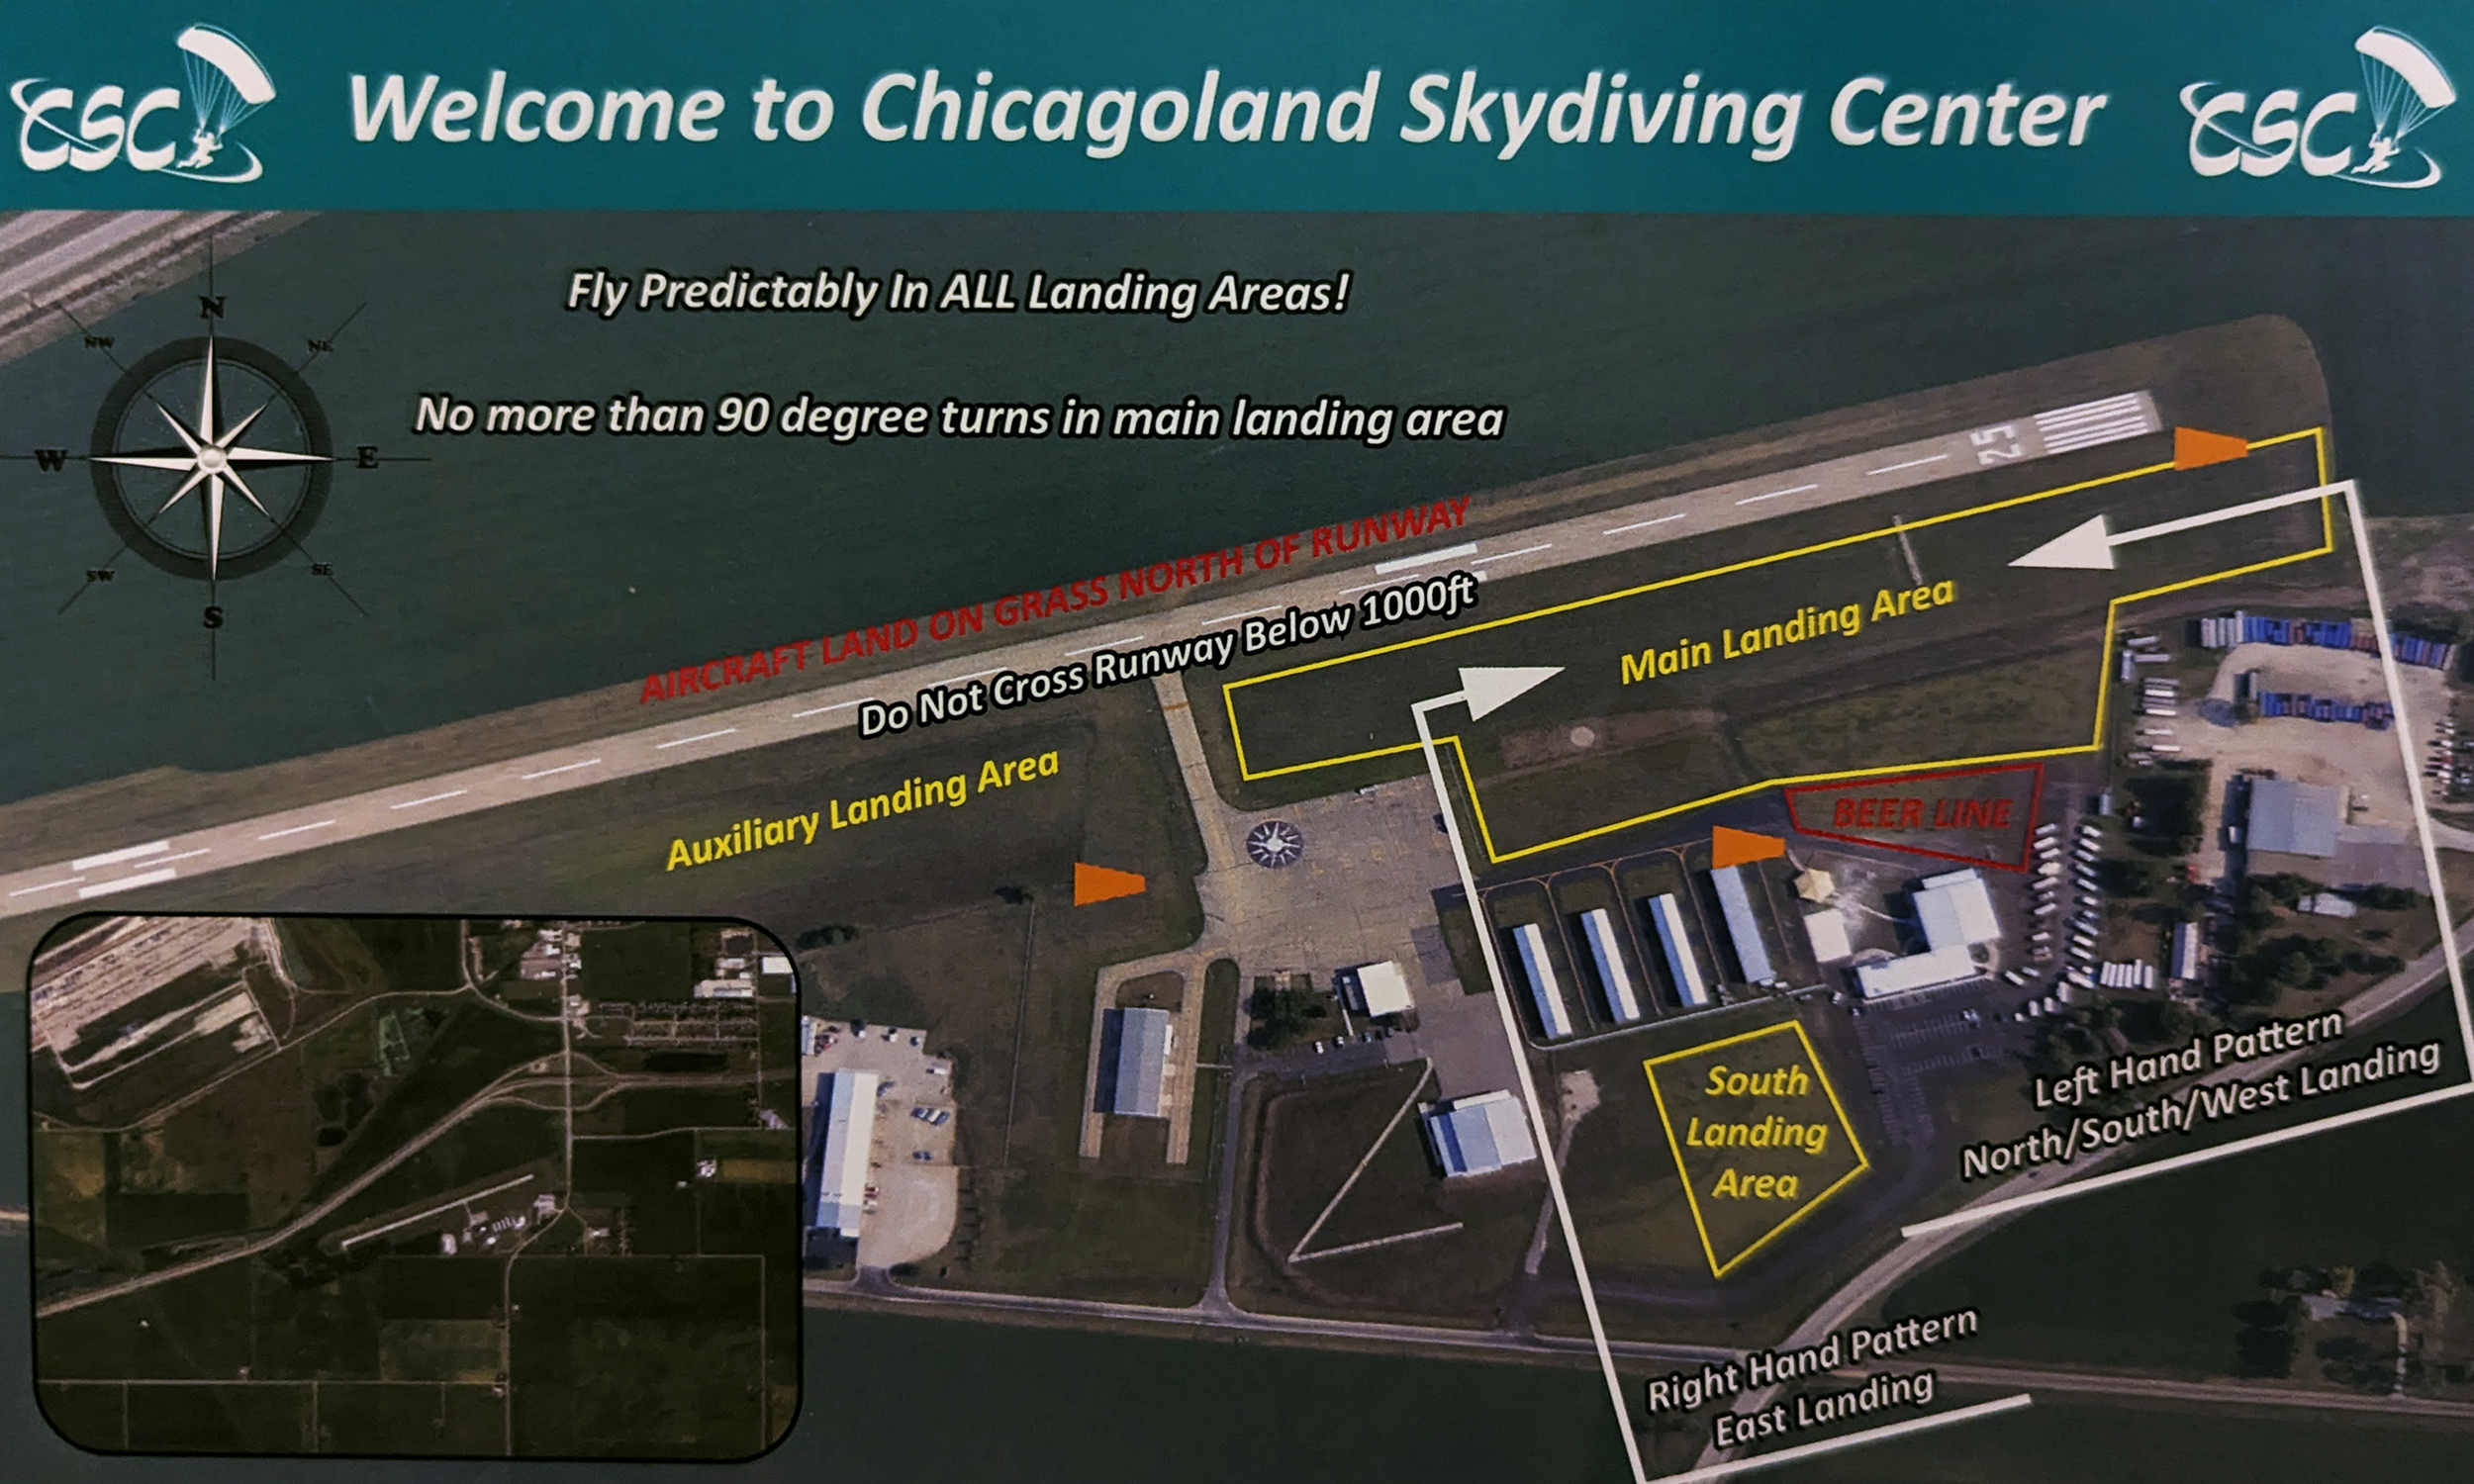 CSC
Welcome to Chicagoland Skydiving Center
CSC
Fly Predictably In ALL Landing Areas!
No more than 90 degree turns in main landing area
N
NW
NE
W
E
SW
SE
S
25
AIRCRAFT LAND ON GRASS NORTH OF RUNWAY
Do Not Cross Runway Below 1000ft
Main Landing Area
Auxiliary Landing Area
BEER LINE
South
Landing
Area
Left Hand Pattern
North/South/West Landing
Right Hand Pattern
East Landing